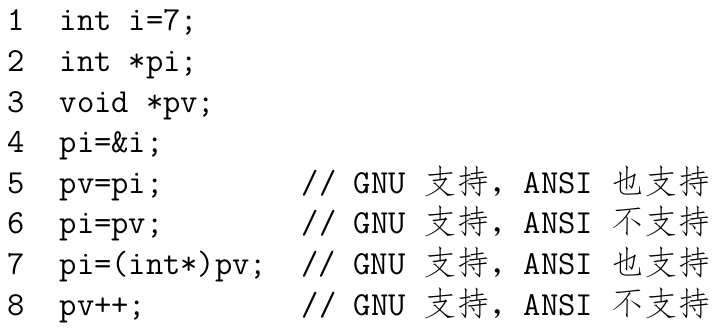 1 int i=7;
2 int *pi;
3 void *pv;
4 pi=&i;
5 pv=pi; // GNU 支持，ANSI 也支持
6 pi=pv; // GNU 支持，ANSI 不支持
7 pi=(int*)pv; // GNU 支持，ANSI 也支持
8 pv++; // GNU 支持，ANSI 不支持